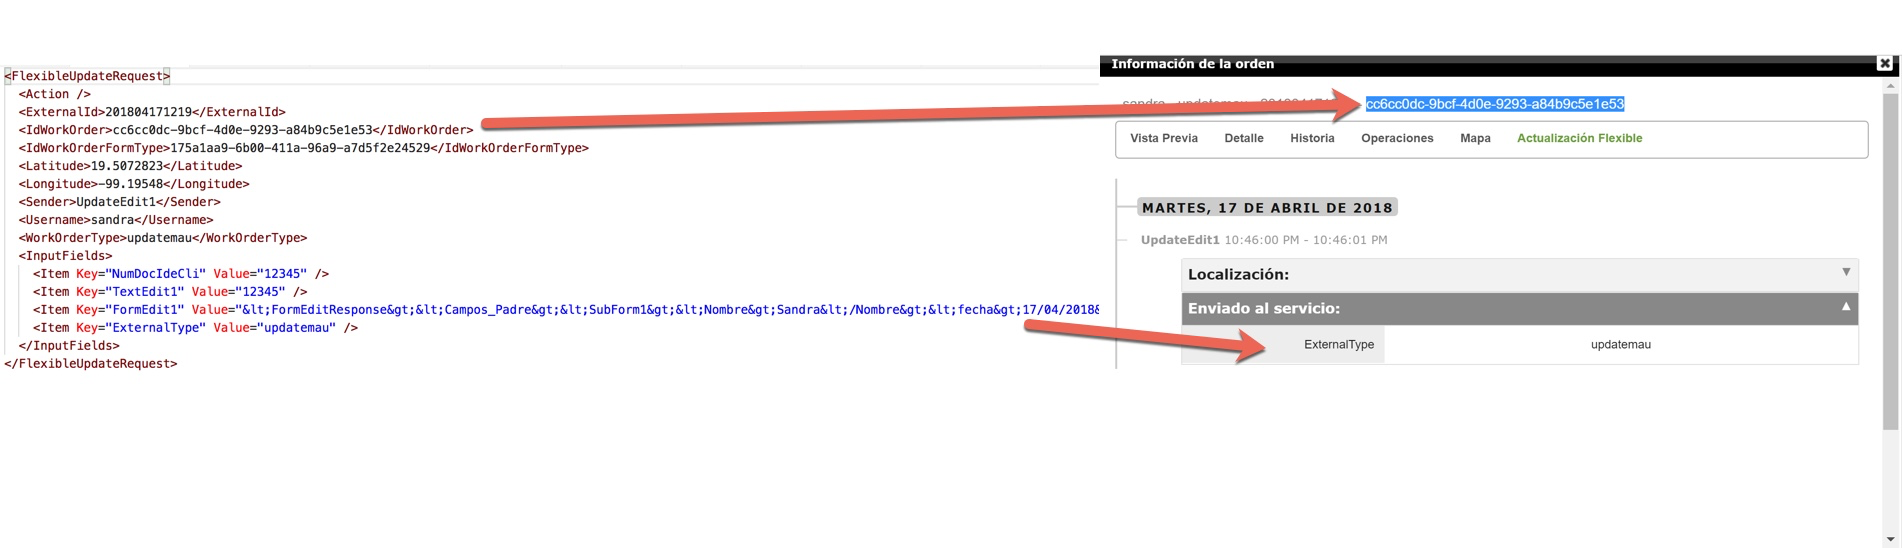 <FlexibleUpdateRequest>
<Action />
<ExternalId>201804171219</ExternalId>
<IdWorkOrder>cc6cc0dc-9bcf-4d0e-9293-a84b9c5e1e53</IdWorkOrder>
<IdWorkOrderFormType>175a1aa9-6b00-411a-96a9-a7d5f2e24529</IdWorkOrderFormType>
<Latitude>19.5072823</Latitude>
<Longitude>-99.19548</Longitude>
<Sender>UpdateEdit1</Sender>
<Username>sandra</Username>
<WorkOrderType>updatemau</WorkOrderType>
<InputFields>
<Item Key="NumDocIdeCli" Value="12345" />
<Item Key="TextEdit1" Value="12345" />
<Item Key="FormEdit1" Value="&lt;FormEditResponse&gt;&lt;Campos_Padre&gt;&lt;SubForm1&gt;&lt;Nombre&gt;Sandra&lt;/Nombre&gt;&lt;fecha&gt;17/04/2018&
<Item Key="ExternalType" Value="updatemau" />
</InputFields>
</FlexibleUpdateRequest>
Información de la orden
sandra - updatemau -
cc6cc0dc-9bcf-4d0e-9293-a84b9c5e1e53
Vista Previa Detalle Historia Operaciones Mapa Actualización Flexible
MARTES, 17 DE ABRIL DE 2018
UpdateEdit1 10:46:00 PM - 10:46:01 PM
Localización:
Enviado al servicio:
ExternalType updatemau